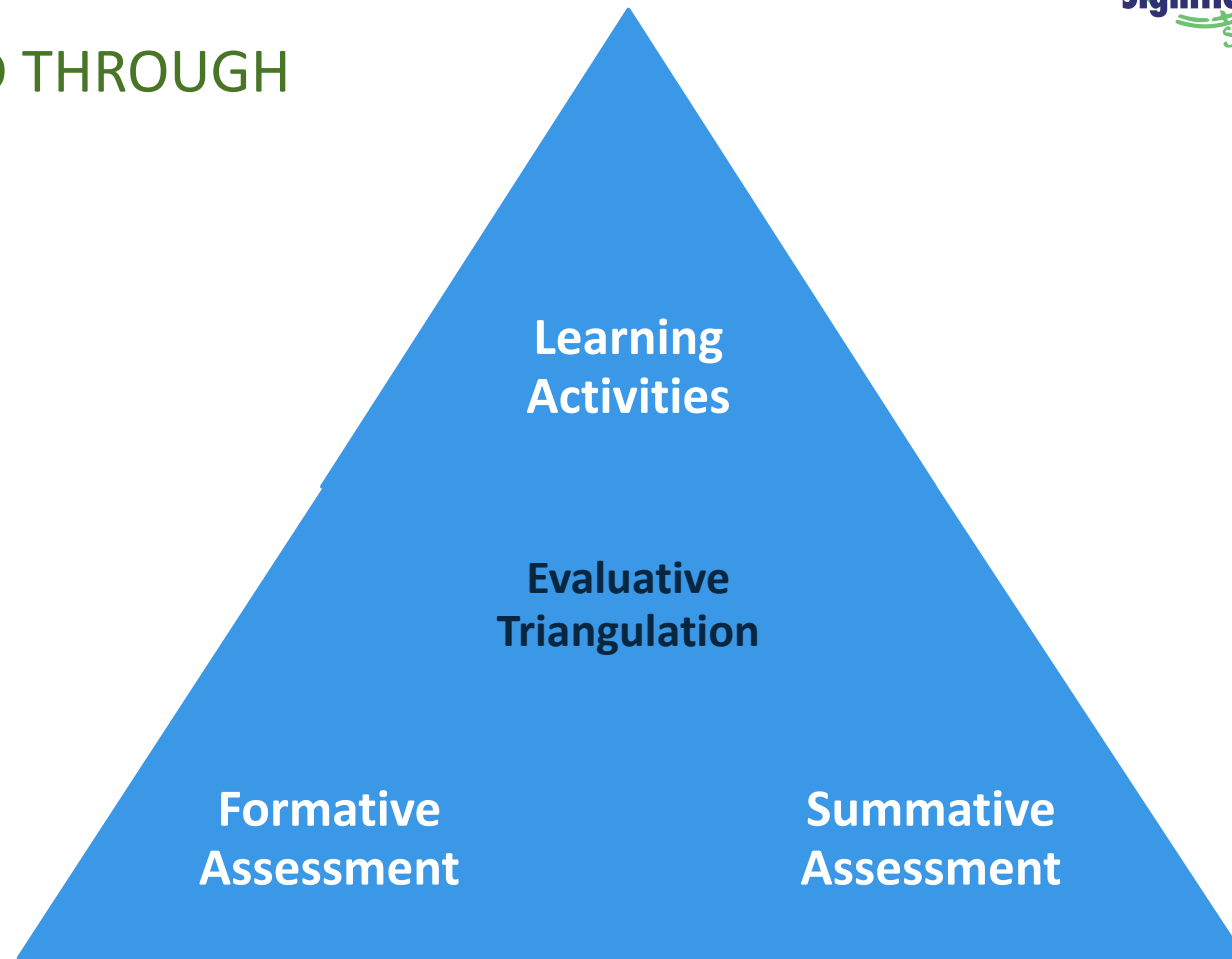 THROUGH
Learning
Activities
Evaluative
Triangulation
Formative
Assessment
Summative
Assessment